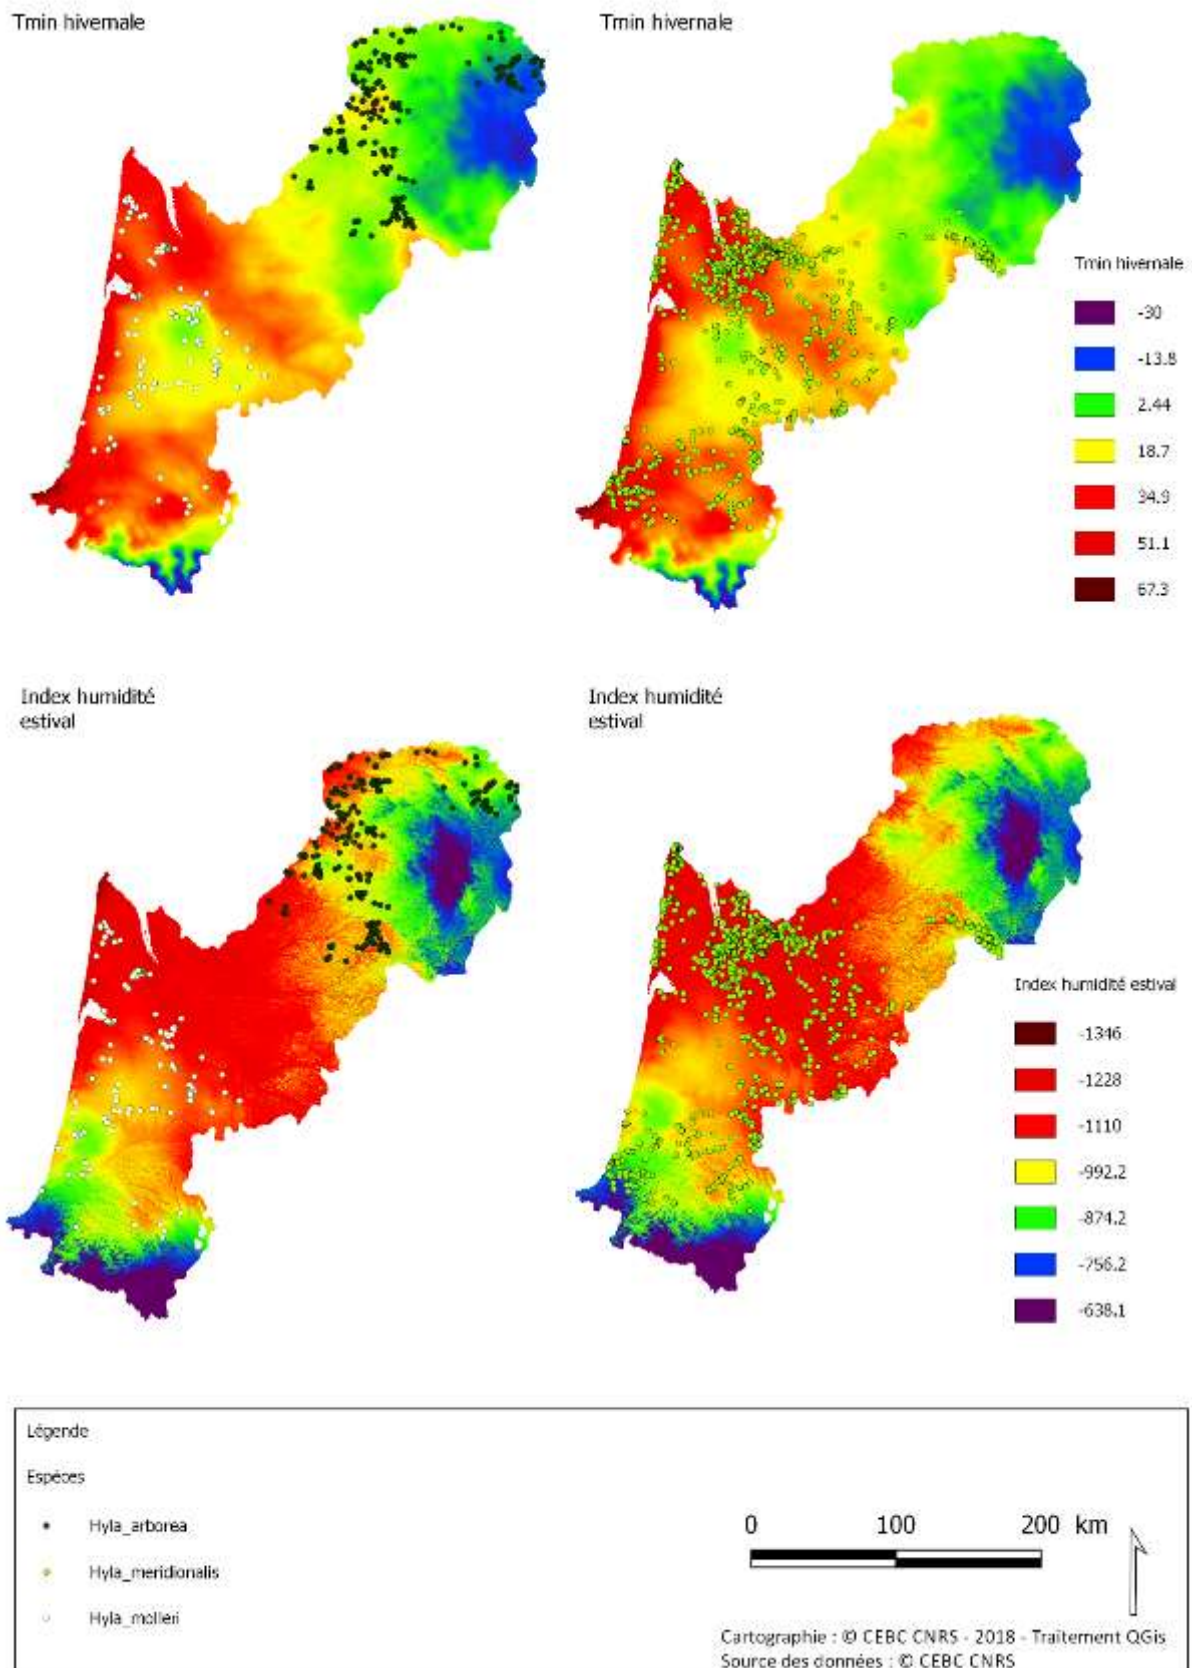 Tmin hivernale
Tmin hivernale
Tmin hivernale
-30
-13.8
2.44
18.7
34.9
51.1
67.3
Index humidité
estival
Index humidité
estival
Index humidité estival
-1346
-1228
-1110
-992.2
-874.2
-756.2
-638.1
Légende
Espèces
Hyla_arborea
Hyla_meridionalis
Hyla_molleri
0 100 200 km
Cartographie : © CEBC CNRS - 2018 - Traitement QGis
Source des données : © CEBC CNRS